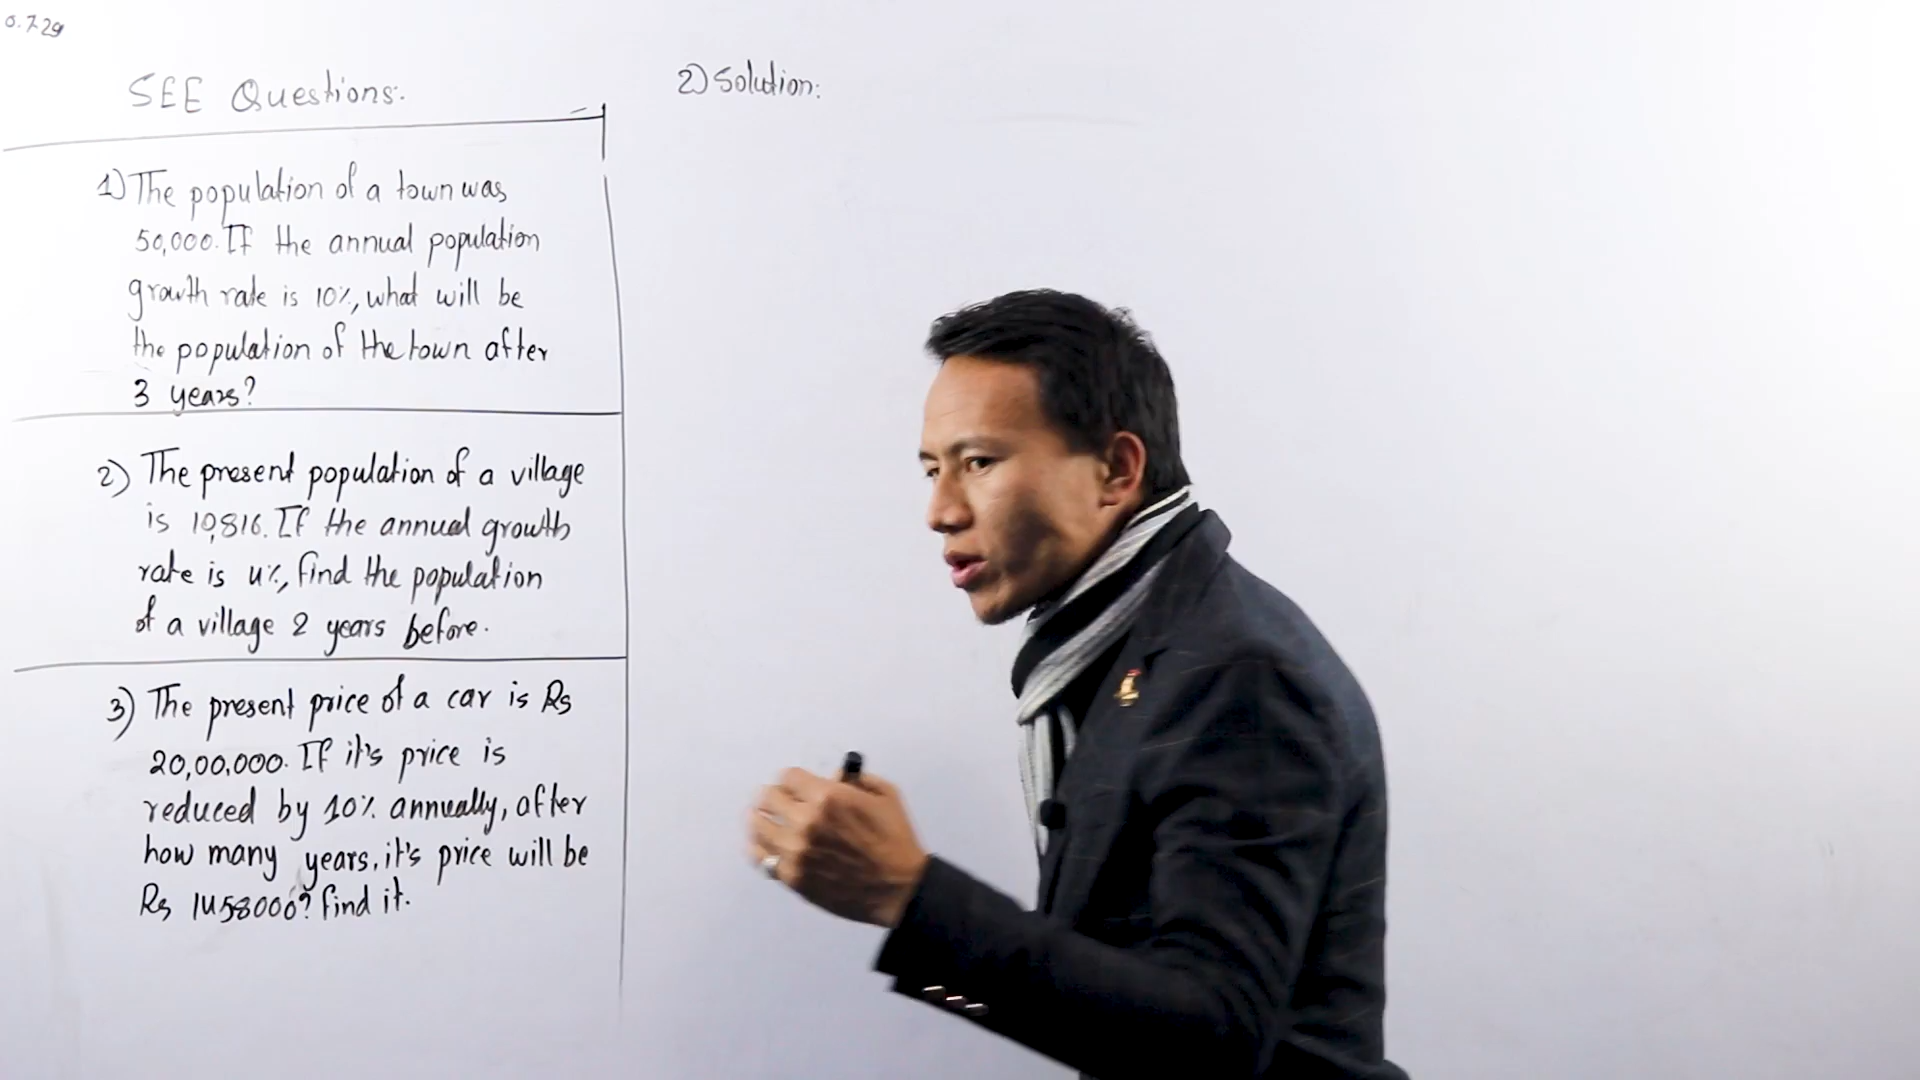 0.729
SEE Questions:
1) The population of a town was
50,000. If the annual population
growth rate is 10%, what will be
the population of the town after
3 years?
2) The present population of a village
is 10,816. If the annual growth
rate is 4%, find the population
of a village 2 years before.
3) The present price of a car is Rs
20,00,000. If it's price is
reduced by 10% annually, after
how many years, it's price will be
Rs 1458000? find it.
2) Solution: